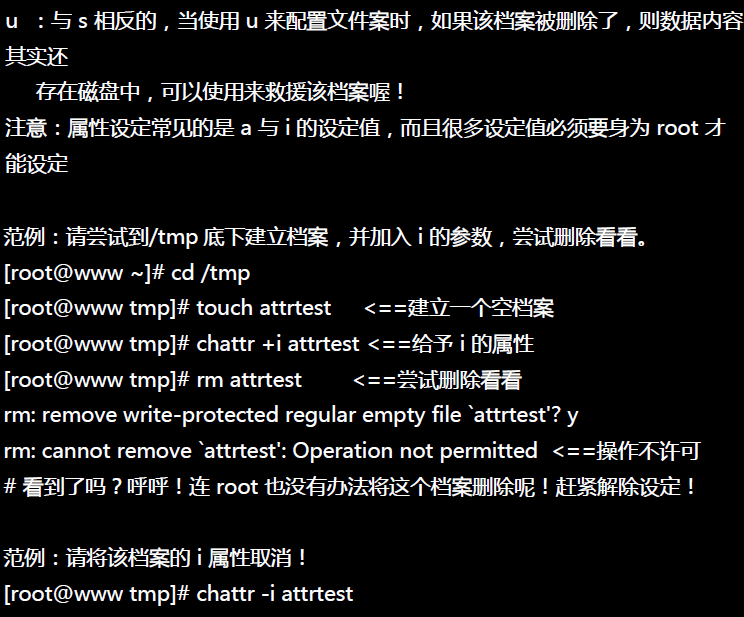 u ：与 s 相反的，当使用 u 来配置文件案时，如果该档案被删除了，则数据内容
其实还
存在磁盘中，可以使用来救援该档案喔！
注意：属性设定常见的是 a 与 i 的设定值，而且很多设定值必须要身为 root 才
能设定
范例：请尝试到/tmp 底下建立档案，并加入 i 的参数，尝试删除看看。
[root@www ~]# cd /tmp
[root@www tmp]# touch attrtest <==建立一个空档案
[root@www tmp]# chattr +i attrtest <==给予 i 的属性
[root@www tmp]# rm attrtest <==尝试删除看看
rm: remove write-protected regular empty file `attrtest'? y
rm: cannot remove `attrtest': Operation not permitted <==操作不许可
# 看到了吗？呼呼！连 root 也没有办法将这个档案删除呢！赶紧解除设定！
范例：请将该档案的 i 属性取消！
[root@www tmp]# chattr -i attrtest